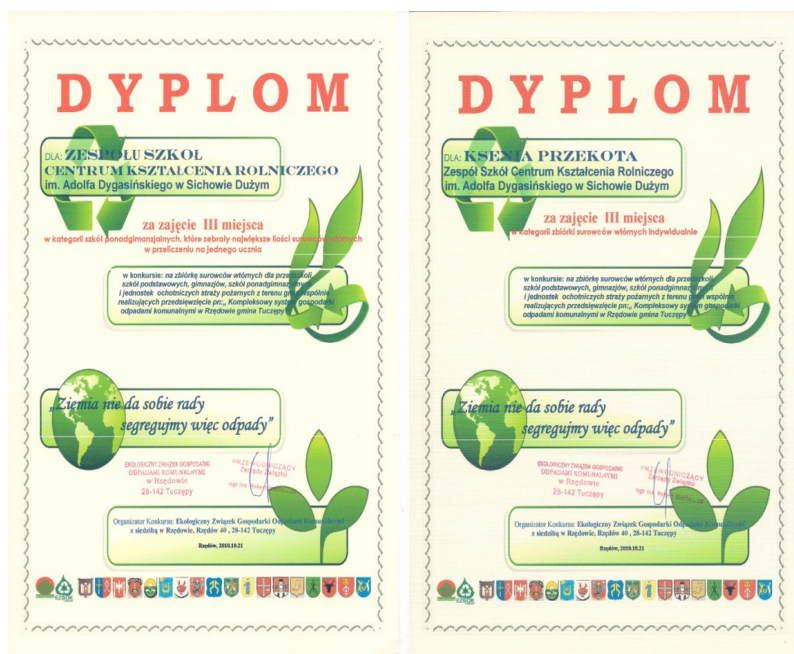 DYPLOM
DLA: ZESPOŁU SZKÓŁ
CENTRUM KSZTAŁCENIA ROLNICZEGO
im. Adolfa Dygasińskiego w Sichowie Dużym
za zajęcie III miejsca
w kategorii szkół ponadgimanzjalnych, które zebrały największe ilości surowców wtórnych
w przeliczeniu na jednego ucznia
w konkursie: na zbiórkę surowców wtórnych dla przedszkoli
szkół podstawowych, gimnazjów, szkół ponadgimnazjalnych
i jednostek ochotniczych straży pożarnych z terenu gmin wspólnie
realizujących przedsięwzięcie pn:„ Kompleksowy system gospodarki
odpadami komunalnymi w Rzędowie gmina Tuczępy"
„Ziemia nie da sobie rady
segregujmy więc odpady”
EKOLOGICZNY ZWIĄZEK GOSPODARKI
ODPADAMI KOMUNALNYMI
w Rzędowie
28-142 Tuczępy
PRZEWODNICZĄCY
Zarządu Związku
Organizator Konkursu: Ekologiczny Związek Gospodarki Odpadami Komunalnymi
z siedzibą w Rzędowie, Rzędów 40 , 28-142 Tuczępy
Rzędów, 2010.10.21
DYPLOM
DLA: KSENIA PRZEKOTA
Zespół Szkół Centrum Kształcenia Rolniczego
im. Adolfa Dygasińskiego w Sichowie Dużym
za zajęcie III miejsca
w kategorii zbiórki surowców wtórnych indywidualnie
w konkursie: na zbiórkę surowców wtórnych dla przedszkoli
szkół podstawowych, gimnazjów, szkół ponadgimnazjalnych
i jednostek ochotniczych straży pożarnych z terenu gmin wspólnie
realizujących przedsięwzięcie pn:„ Kompleksowy system gospodarki
odpadami komunalnymi w Rzędowie gmina Tuczępy"
„Ziemia nie da sobie rady
segregujmy więc odpady”
EKOLOGICZNY ZWIĄZEK GOSPODARKI
ODPADAMI KOMUNALNYMI
w Rzędowie
28-142 Tuczępy
PRZEWODNICZĄCY
Zarządu Związku
Organizator Konkursu: Ekologiczny Związek Gospodarki Odpadami Komunalnymi
z siedzibą w Rzędowie, Rzędów 40 , 28-142 Tuczępy
Rzędów, 2010.10.21